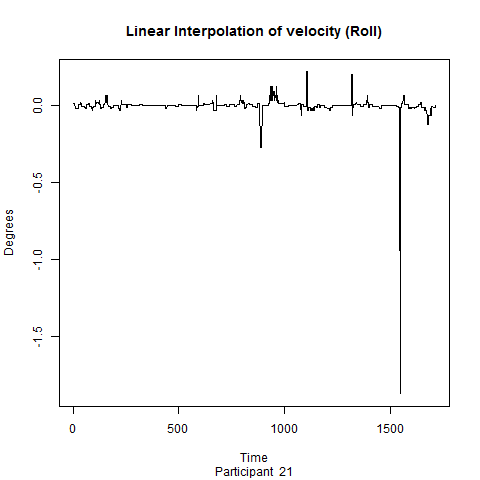 Linear Interpolation of velocity (Roll)
Degrees
0.0
-0.5
-1.0
-1.5
0 500 1000 1500
Time
Participant 21